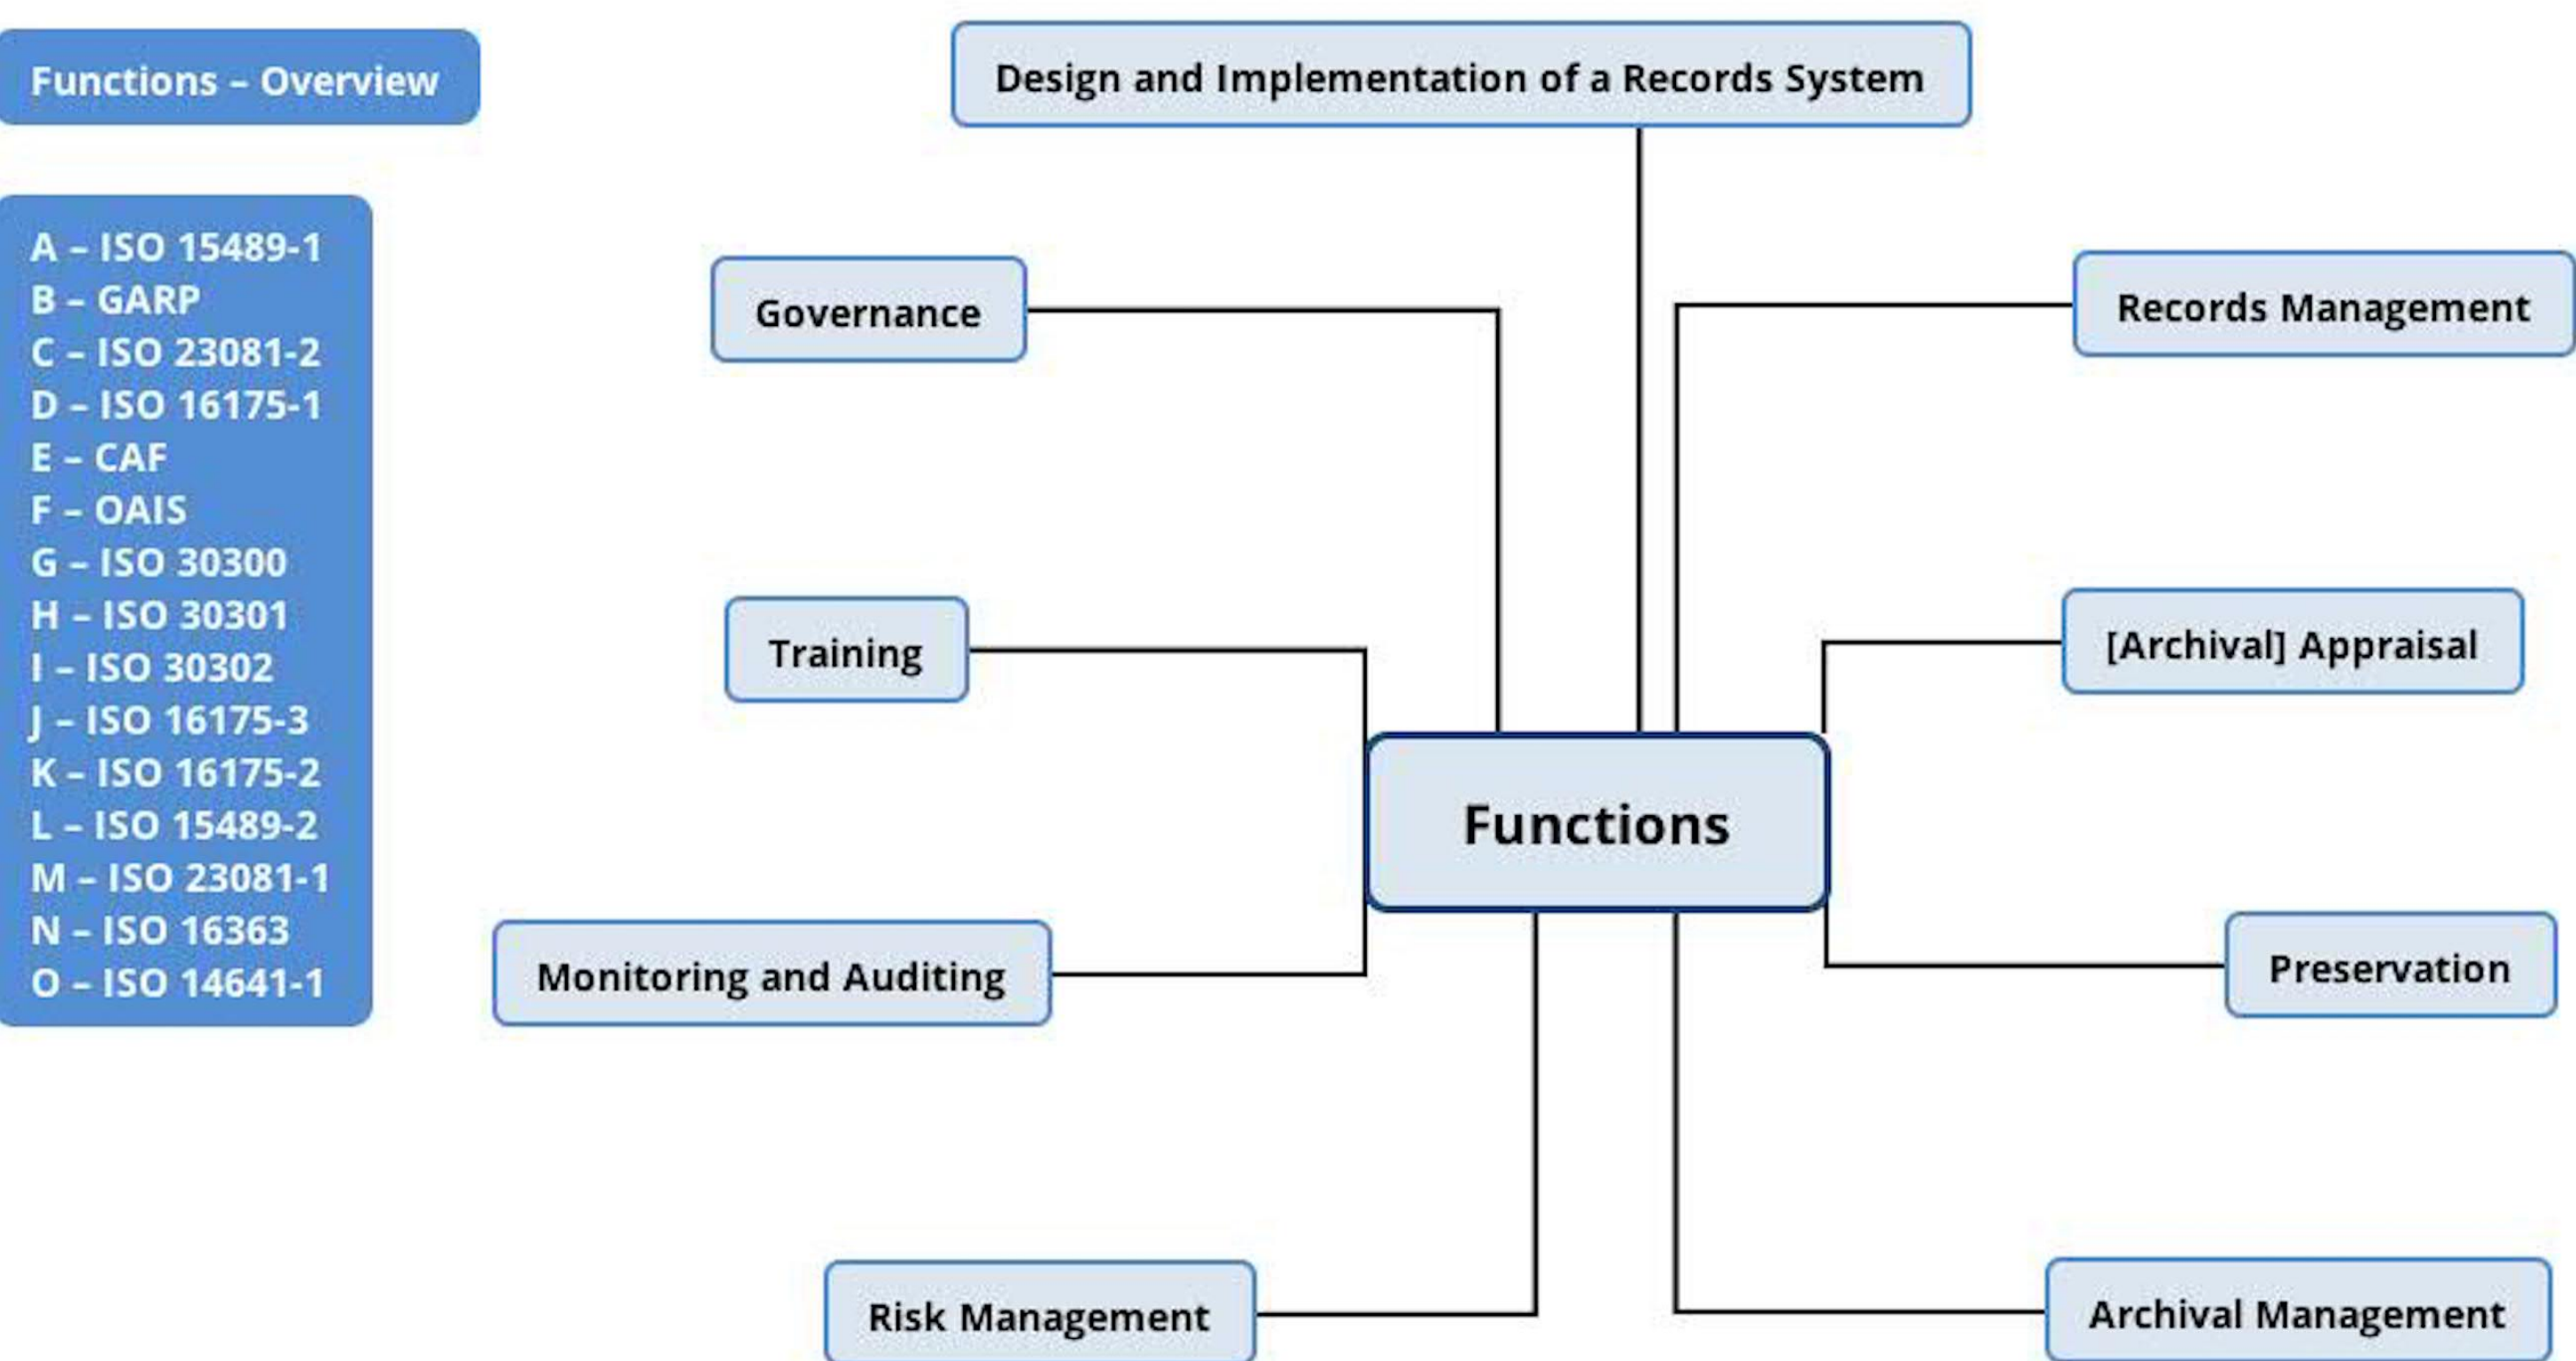 Functions – Overview
A – ISO 15489-1
B – GARP
C – ISO 23081-2
D – ISO 16175-1
E – CAF
F – OAIS
G – ISO 30300
H – ISO 30301
I – ISO 30302
J – ISO 16175-3
K – ISO 16175-2
L – ISO 15489-2
M – ISO 23081-1
N – ISO 16363
O – ISO 14641-1
Design and Implementation of a Records System
Governance
Records Management
Training
[Archival] Appraisal
Functions
Monitoring and Auditing
Preservation
Risk Management
Archival Management